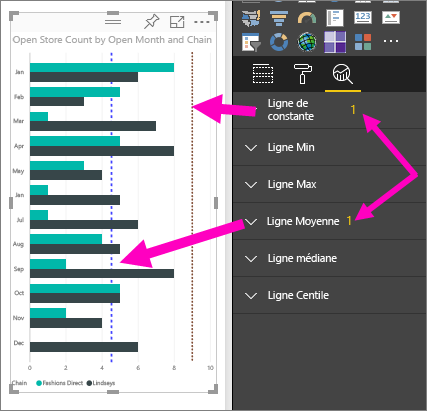 Open Store Count by Open Month and Chain
Jan
Feb
Mar
Apr
May
Jan
Jul
Aug
Sep
Oct
Nov
Dec
0 2 4 6 8 10
Chain Fashions Direct Lindseys
123
Ligne de
constante 1
Ligne Min
Ligne Max
Ligne Moyenne 1
Ligne médiane
Ligne Centile